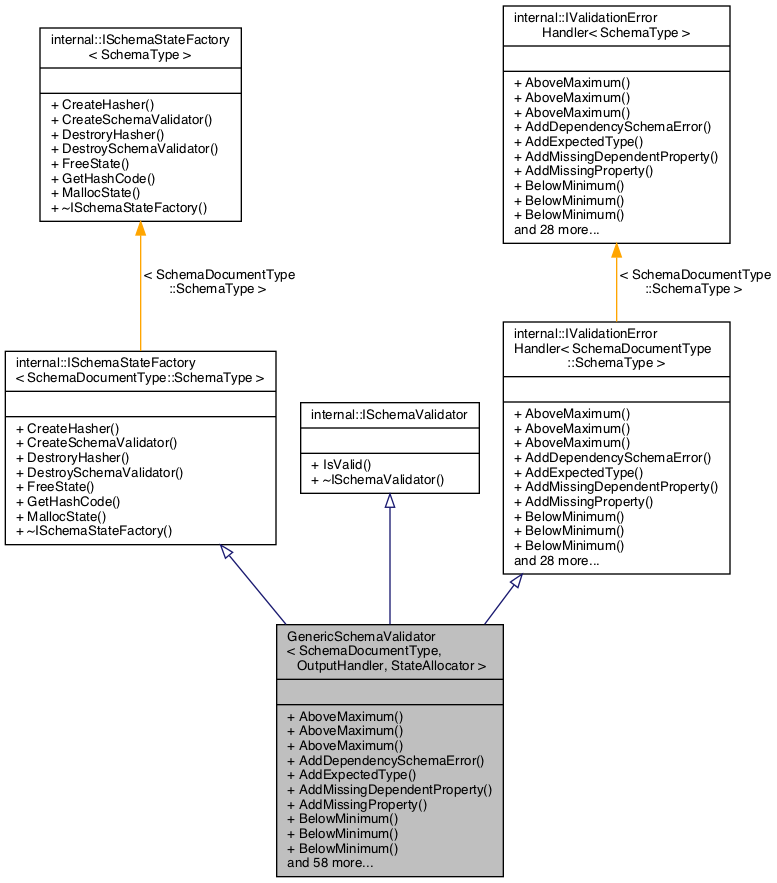 internal::ISchemaStateFactory
< SchemaType >
+ CreateHasher()
+ CreateSchemaValidator()
+ DestroryHasher()
+ DestroySchemaValidator()
+ FreeState()
+ GetHashCode()
+ MallocState()
+ ~ISchemaStateFactory()
internal::IValidationError
Handler< SchemaType >
+ AboveMaximum()
+ AboveMaximum()
+ AboveMaximum()
+ AddDependencySchemaError()
+ AddExpectedType()
+ AddMissingDependentProperty()
+ AddMissingProperty()
+ BelowMinimum()
+ BelowMinimum()
+ BelowMinimum()
and 28 more...
< SchemaDocumentType
::SchemaType >
< SchemaDocumentType
::SchemaType >
internal::ISchemaStateFactory
< SchemaDocumentType::SchemaType >
+ CreateHasher()
+ CreateSchemaValidator()
+ DestroryHasher()
+ DestroySchemaValidator()
+ FreeState()
+ GetHashCode()
+ MallocState()
+ ~ISchemaStateFactory()
internal::ISchemaValidator
+ IsValid()
+ ~ISchemaValidator()
internal::IValidationError
Handler< SchemaDocumentType
::SchemaType >
+ AboveMaximum()
+ AboveMaximum()
+ AboveMaximum()
+ AddDependencySchemaError()
+ AddExpectedType()
+ AddMissingDependentProperty()
+ AddMissingProperty()
+ BelowMinimum()
+ BelowMinimum()
+ BelowMinimum()
and 28 more...
GenericSchemaValidator
< SchemaDocumentType,
OutputHandler, StateAllocator >
+ AboveMaximum()
+ AboveMaximum()
+ AboveMaximum()
+ AddDependencySchemaError()
+ AddExpectedType()
+ AddMissingDependentProperty()
+ AddMissingProperty()
+ BelowMinimum()
+ BelowMinimum()
+ BelowMinimum()
and 58 more...